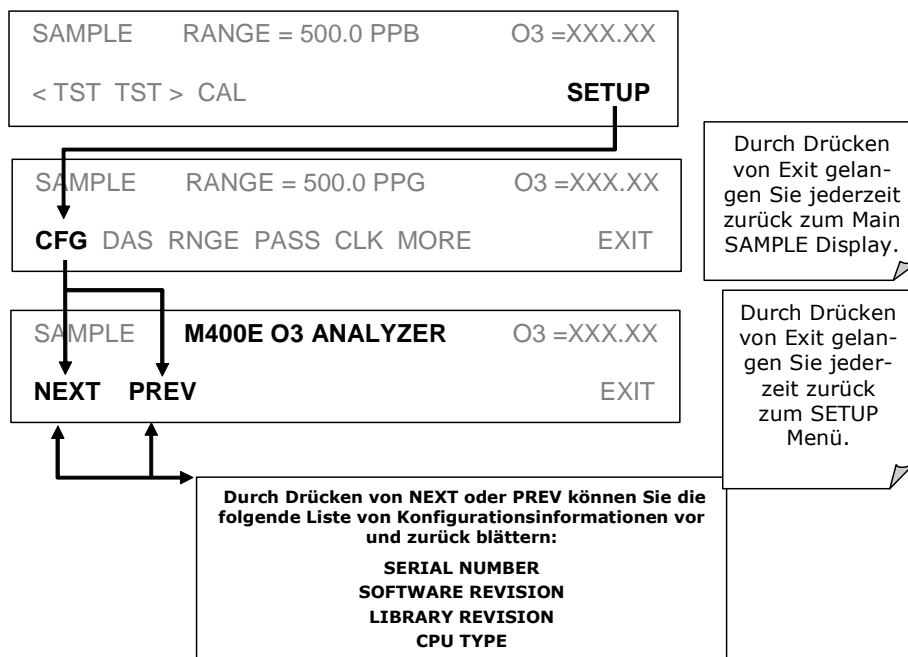 SAMPLE RANGE = 500.0 PPB O3 =XXX.XX
< TST TST > CAL SETUP
SAMPLE RANGE = 500.0 PPG O3 =XXX.XX
CFG DAS RNGE PASS CLK MORE EXIT
Durch Drücken
von Exit gelan-
gen Sie jederzeit
zurück zum Main
SAMPLE Display.
SAMPLE M400E O3 ANALYZER O3 =XXX.XX
NEXT PREV EXIT
Durch Drücken
von Exit gelan-
gen Sie jeder-
zeit zurück
zum SETUP
Menü.
Durch Drücken von NEXT oder PREV können Sie die
folgende Liste von Konfigurationsinformationen vor
und zurück blättern:
SERIAL NUMBER
SOFTWARE REVISION
LIBRARY REVISION
CPU TYPE